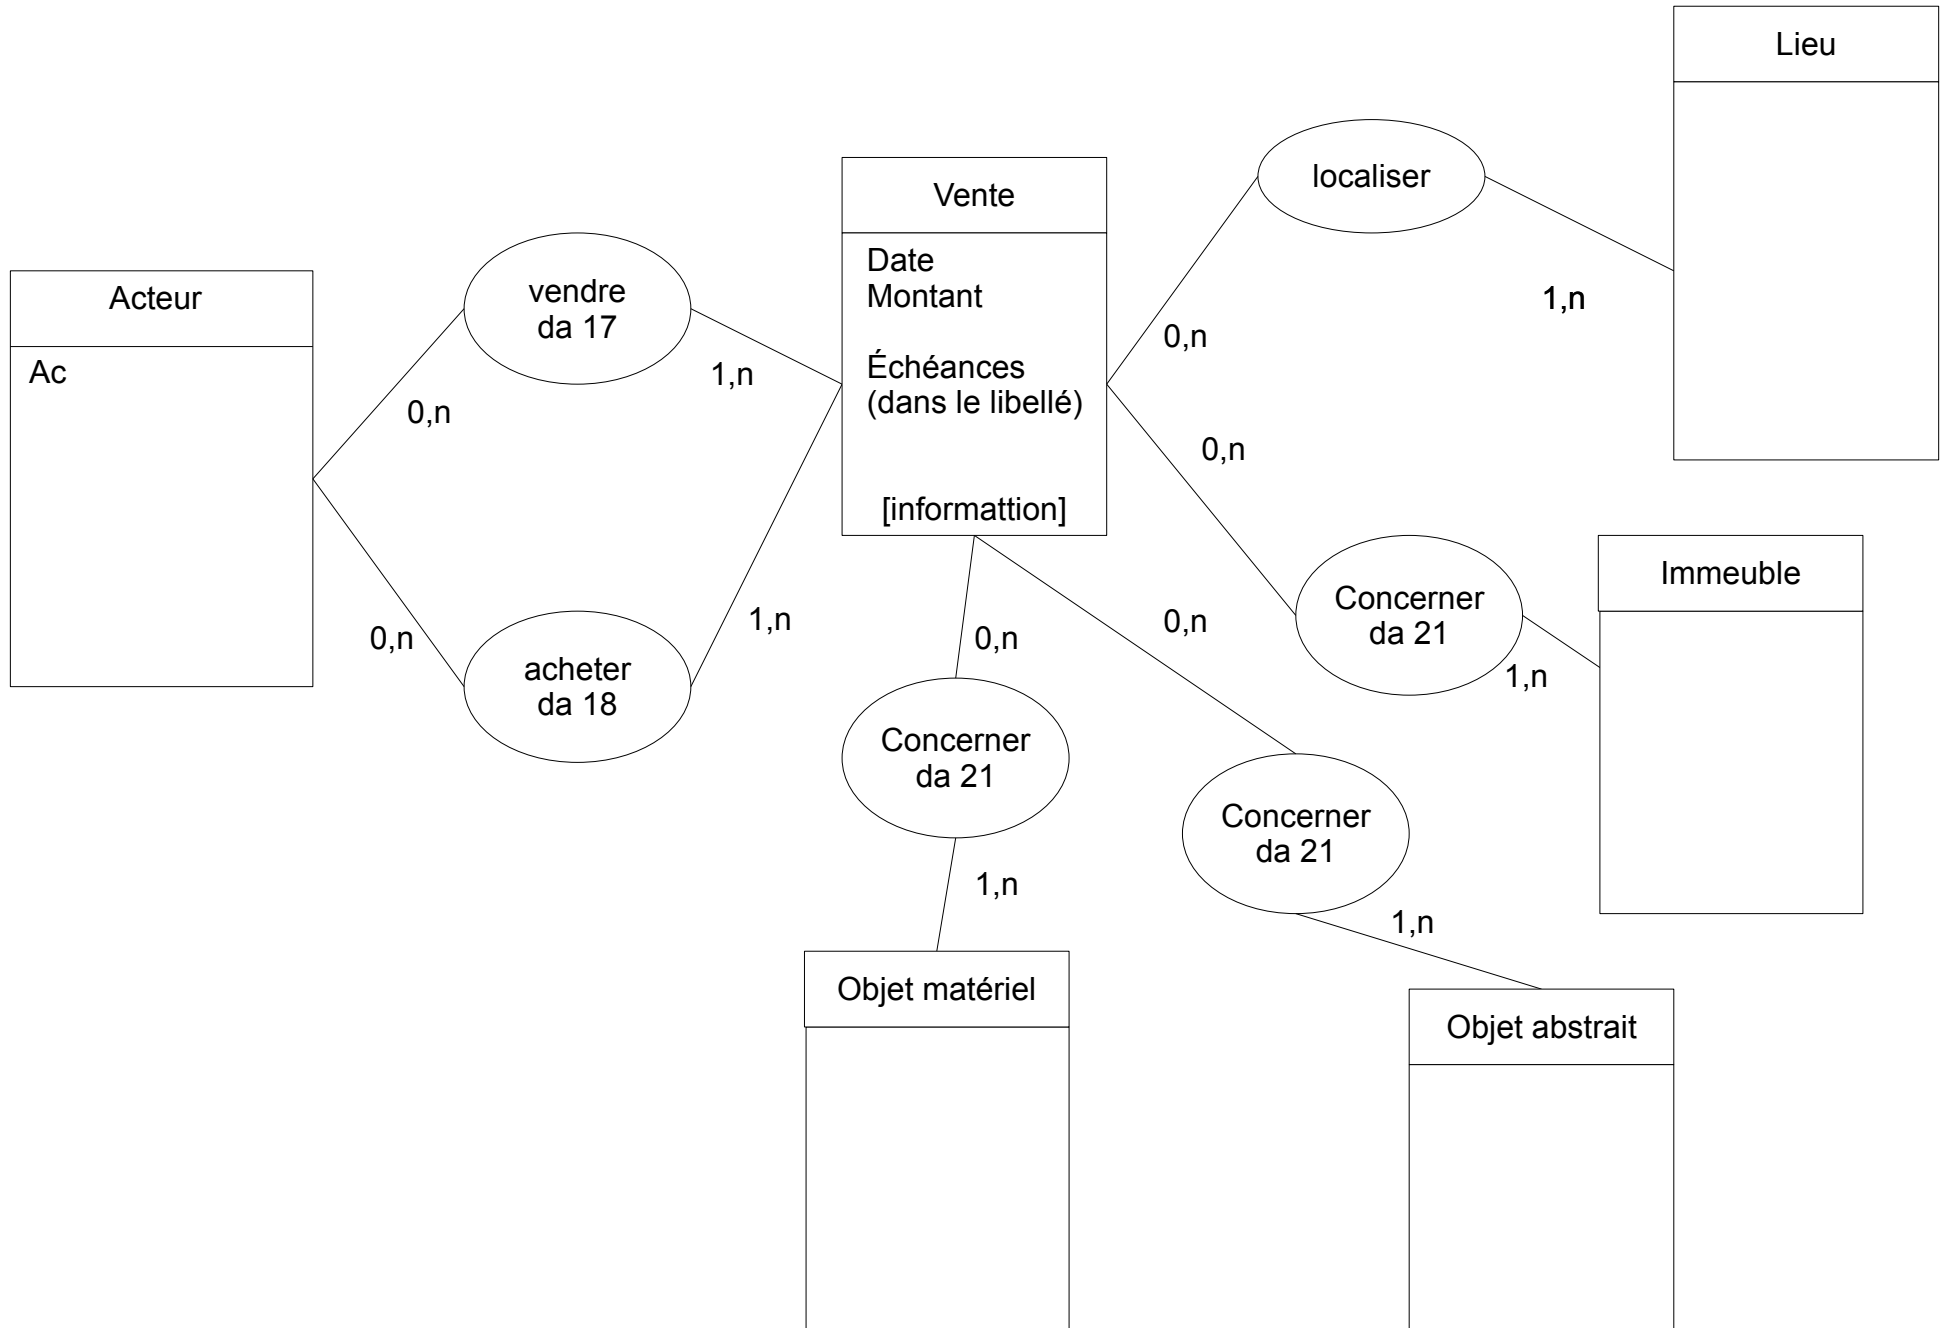 Lieu
localiser
Vente
Date
Montant
Échéances
(dans le libellé)
[informattion]
vendre
da 17
Acteur
Ac
0,n
1,n
0,n
1,n
0,n
1,n
0,n
acheter
da 18
0,n
1,n
Concerner
da 21
Immeuble
1,n
0,n
Concerner
da 21
0,n
Concerner
da 21
1,n
1,n
Objet matériel
Objet abstrait